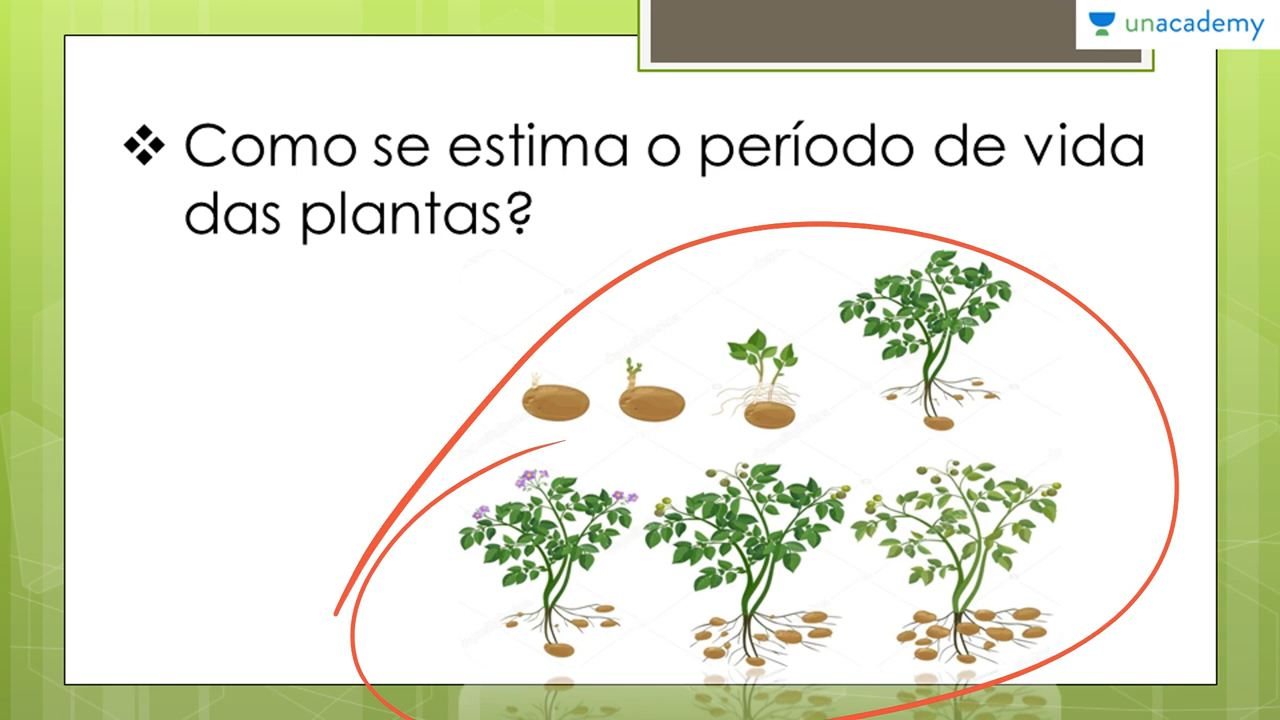 unacademy
❖ Como se estima o período de vida
das plantas?